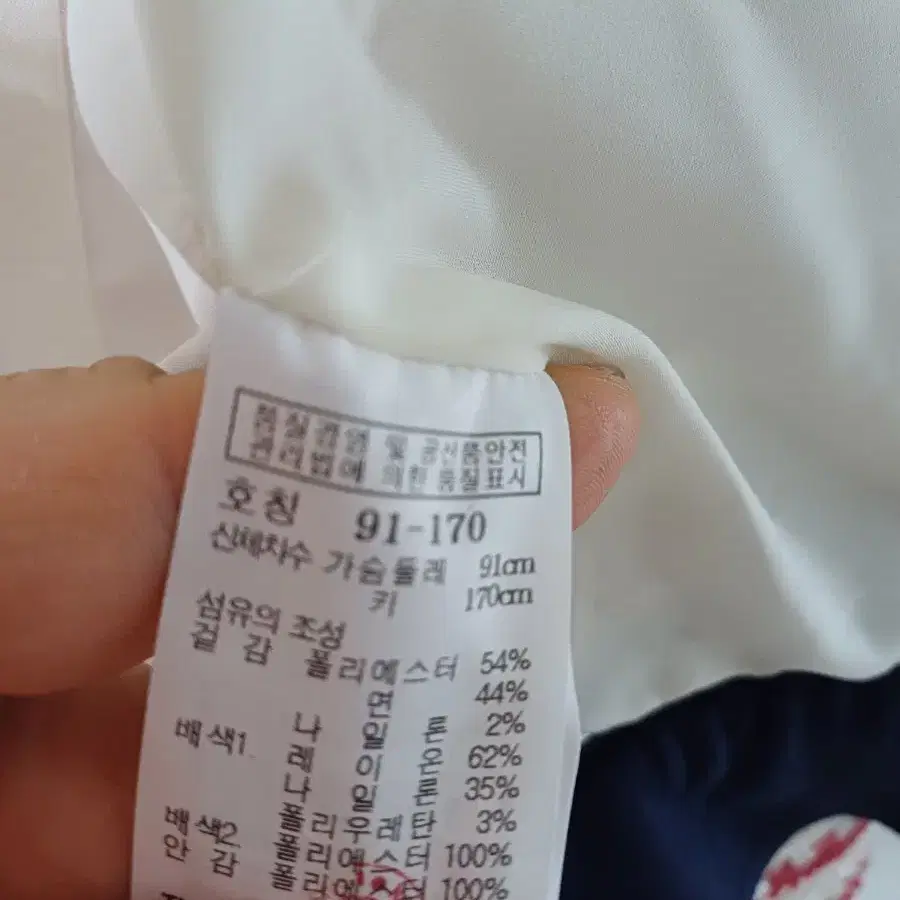 품질경영 및 공산품안전
관리법에 의한 품질표시
호칭 91-170
신체치수 가슴둘레 91cm
키 170cm
섬유의 조성
겉감 폴리에스터 54%
면 44%
나일론 2%
배색1 레이온 62%
나일론 35%
폴리우레탄 3%
배색2 폴리에스터 100%
안감 폴리에스터 100%